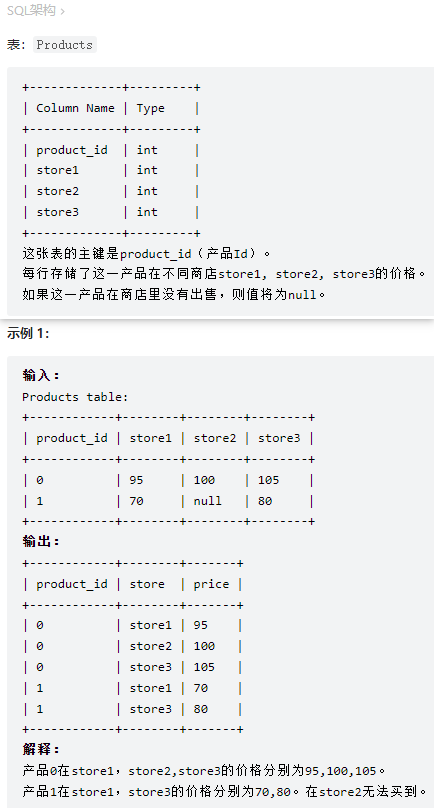 SQL架构 ›
表：Products
+-------------+---------+
| Column Name | Type    |
+-------------+---------+
| product_id  | int     |
| store1      | int     |
| store2      | int     |
| store3      | int     |
+-------------+---------+
这张表的主键是product_id（产品Id）。
每行存储了这一产品在不同商店store1, store2, store3的价格。
如果这一产品在商店里没有出售，则值将为null。
示例 1：
输入：
Products table:
+------------+--------+--------+--------+
| product_id | store1 | store2 | store3 |
+------------+--------+--------+--------+
| 0          | 95     | 100    | 105    |
| 1          | 70     | null   | 80     |
+------------+--------+--------+--------+
输出：
+------------+--------+-------+
| product_id | store  | price |
+------------+--------+-------+
| 0          | store1 | 95    |
| 0          | store2 | 100   |
| 0          | store3 | 105   |
| 1          | store1 | 70    |
| 1          | store3 | 80    |
+------------+--------+-------+
解释：
产品0在store1，store2,store3的价格分别为95,100,105。
产品1在store1，store3的价格分别为70,80。在store2无法买到。